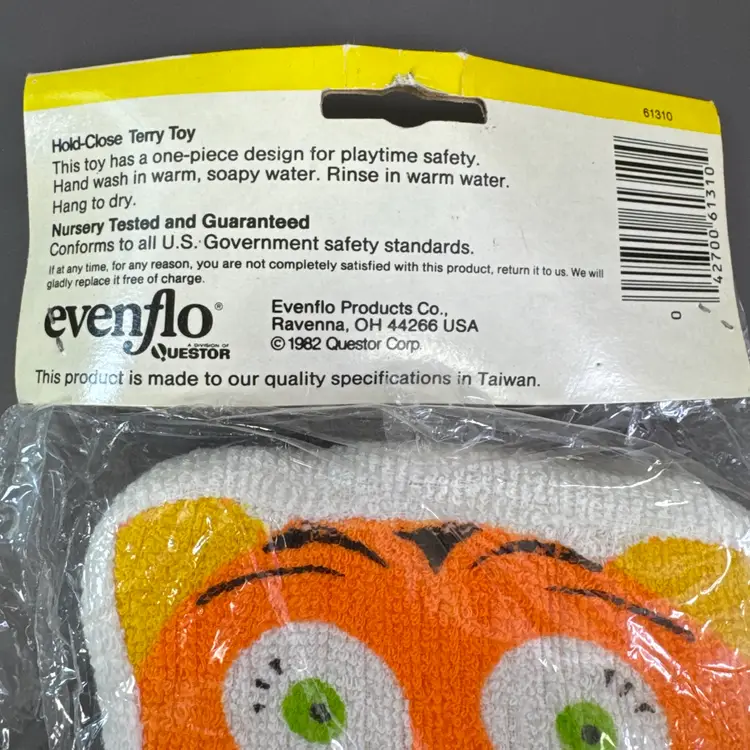 61310
Hold-Close Terry Toy
This toy has a one-piece design for playtime safety.
Hand wash in warm, soapy water. Rinse in warm water.
Hang to dry.
Nursery Tested and Guaranteed
Conforms to all U.S. Government safety standards.
If at any time, for any reason, you are not completely satisfied with this product, return it to us. We will
gladly replace it free of charge.
evenflo®
A DIVISION OF
QUESTOR
Evenflo Products Co.,
Ravenna, OH 44266 USA
©1982 Questor Corp.
This product is made to our quality specifications in Taiwan.
0 42700 61310